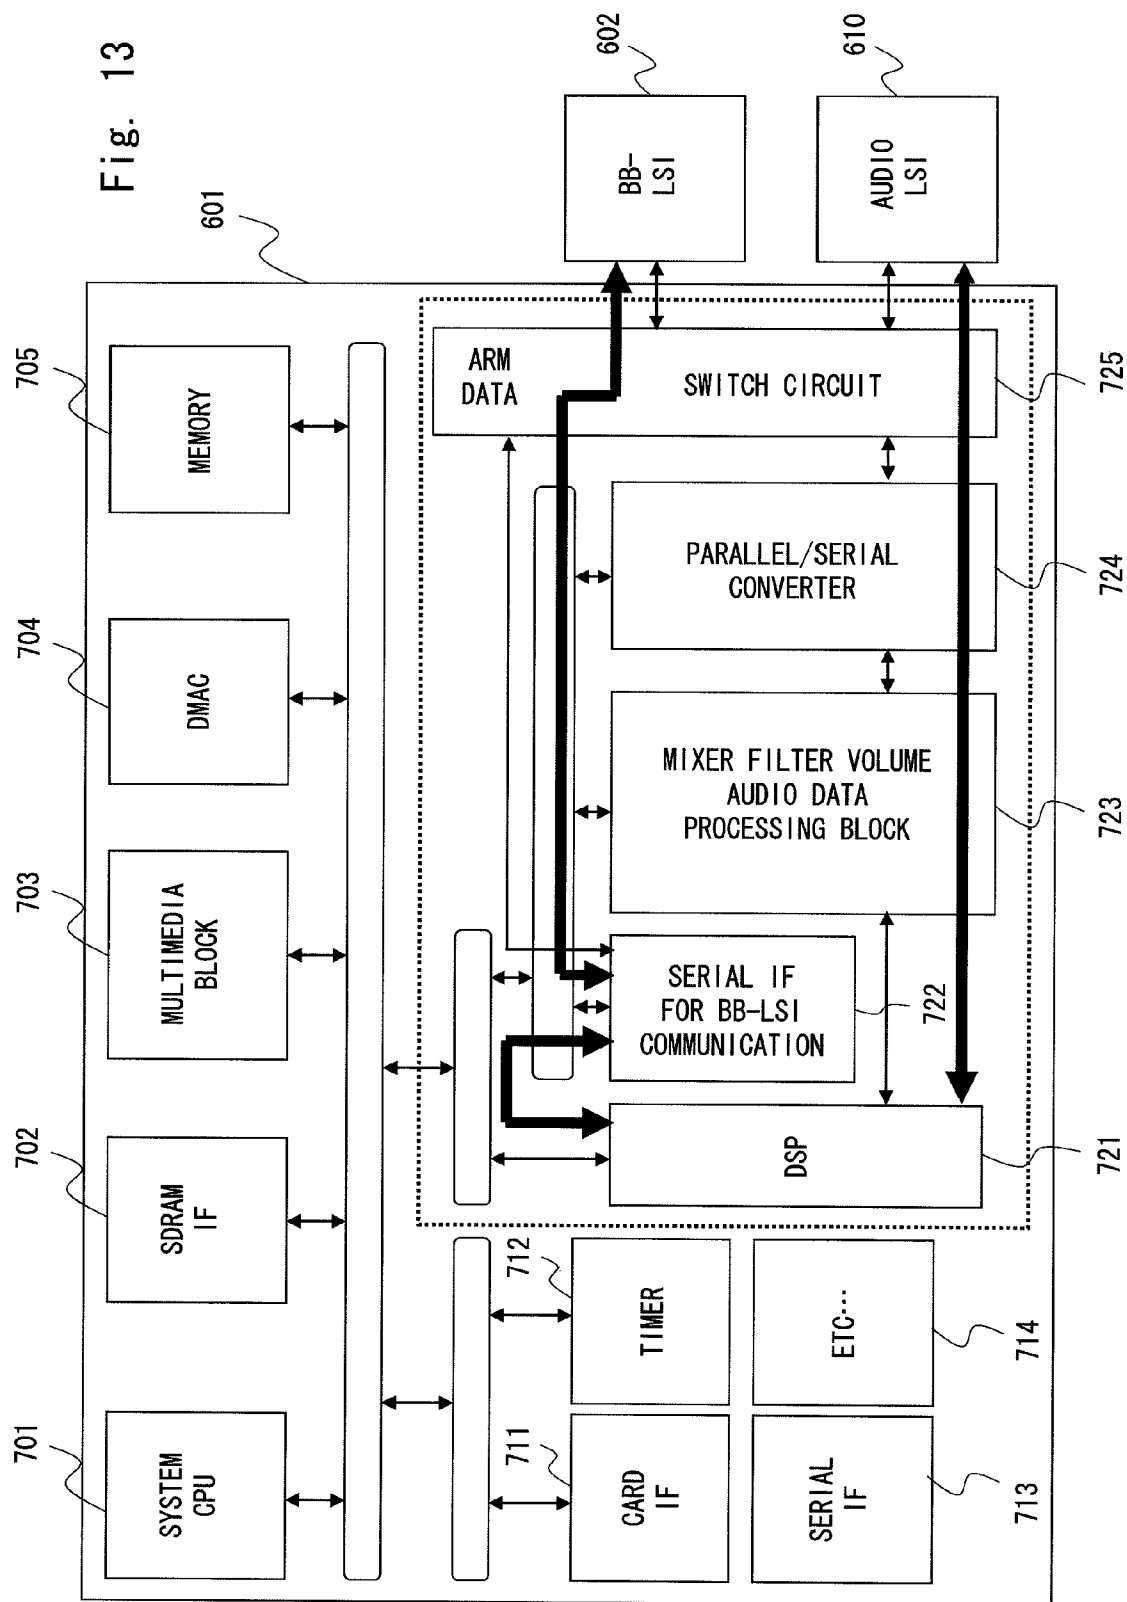 Fig. 13
601
701
SYSTEM
CPU
702
SDRAM
IF
703
MULTIMEDIA
BLOCK
704
DMAC
705
MEMORY
711
CARD
IF
712
TIMER
713
SERIAL
IF
714
ETC…
721
DSP
SERIAL IF
FOR BB-LSI
COMMUNICATION
722
MIXER FILTER VOLUME
AUDIO DATA
PROCESSING BLOCK
723
PARALLEL/SERIAL
CONVERTER
724
ARM
DATA
SWITCH CIRCUIT
725
BB-
LSI
602
AUDIO
LSI
610